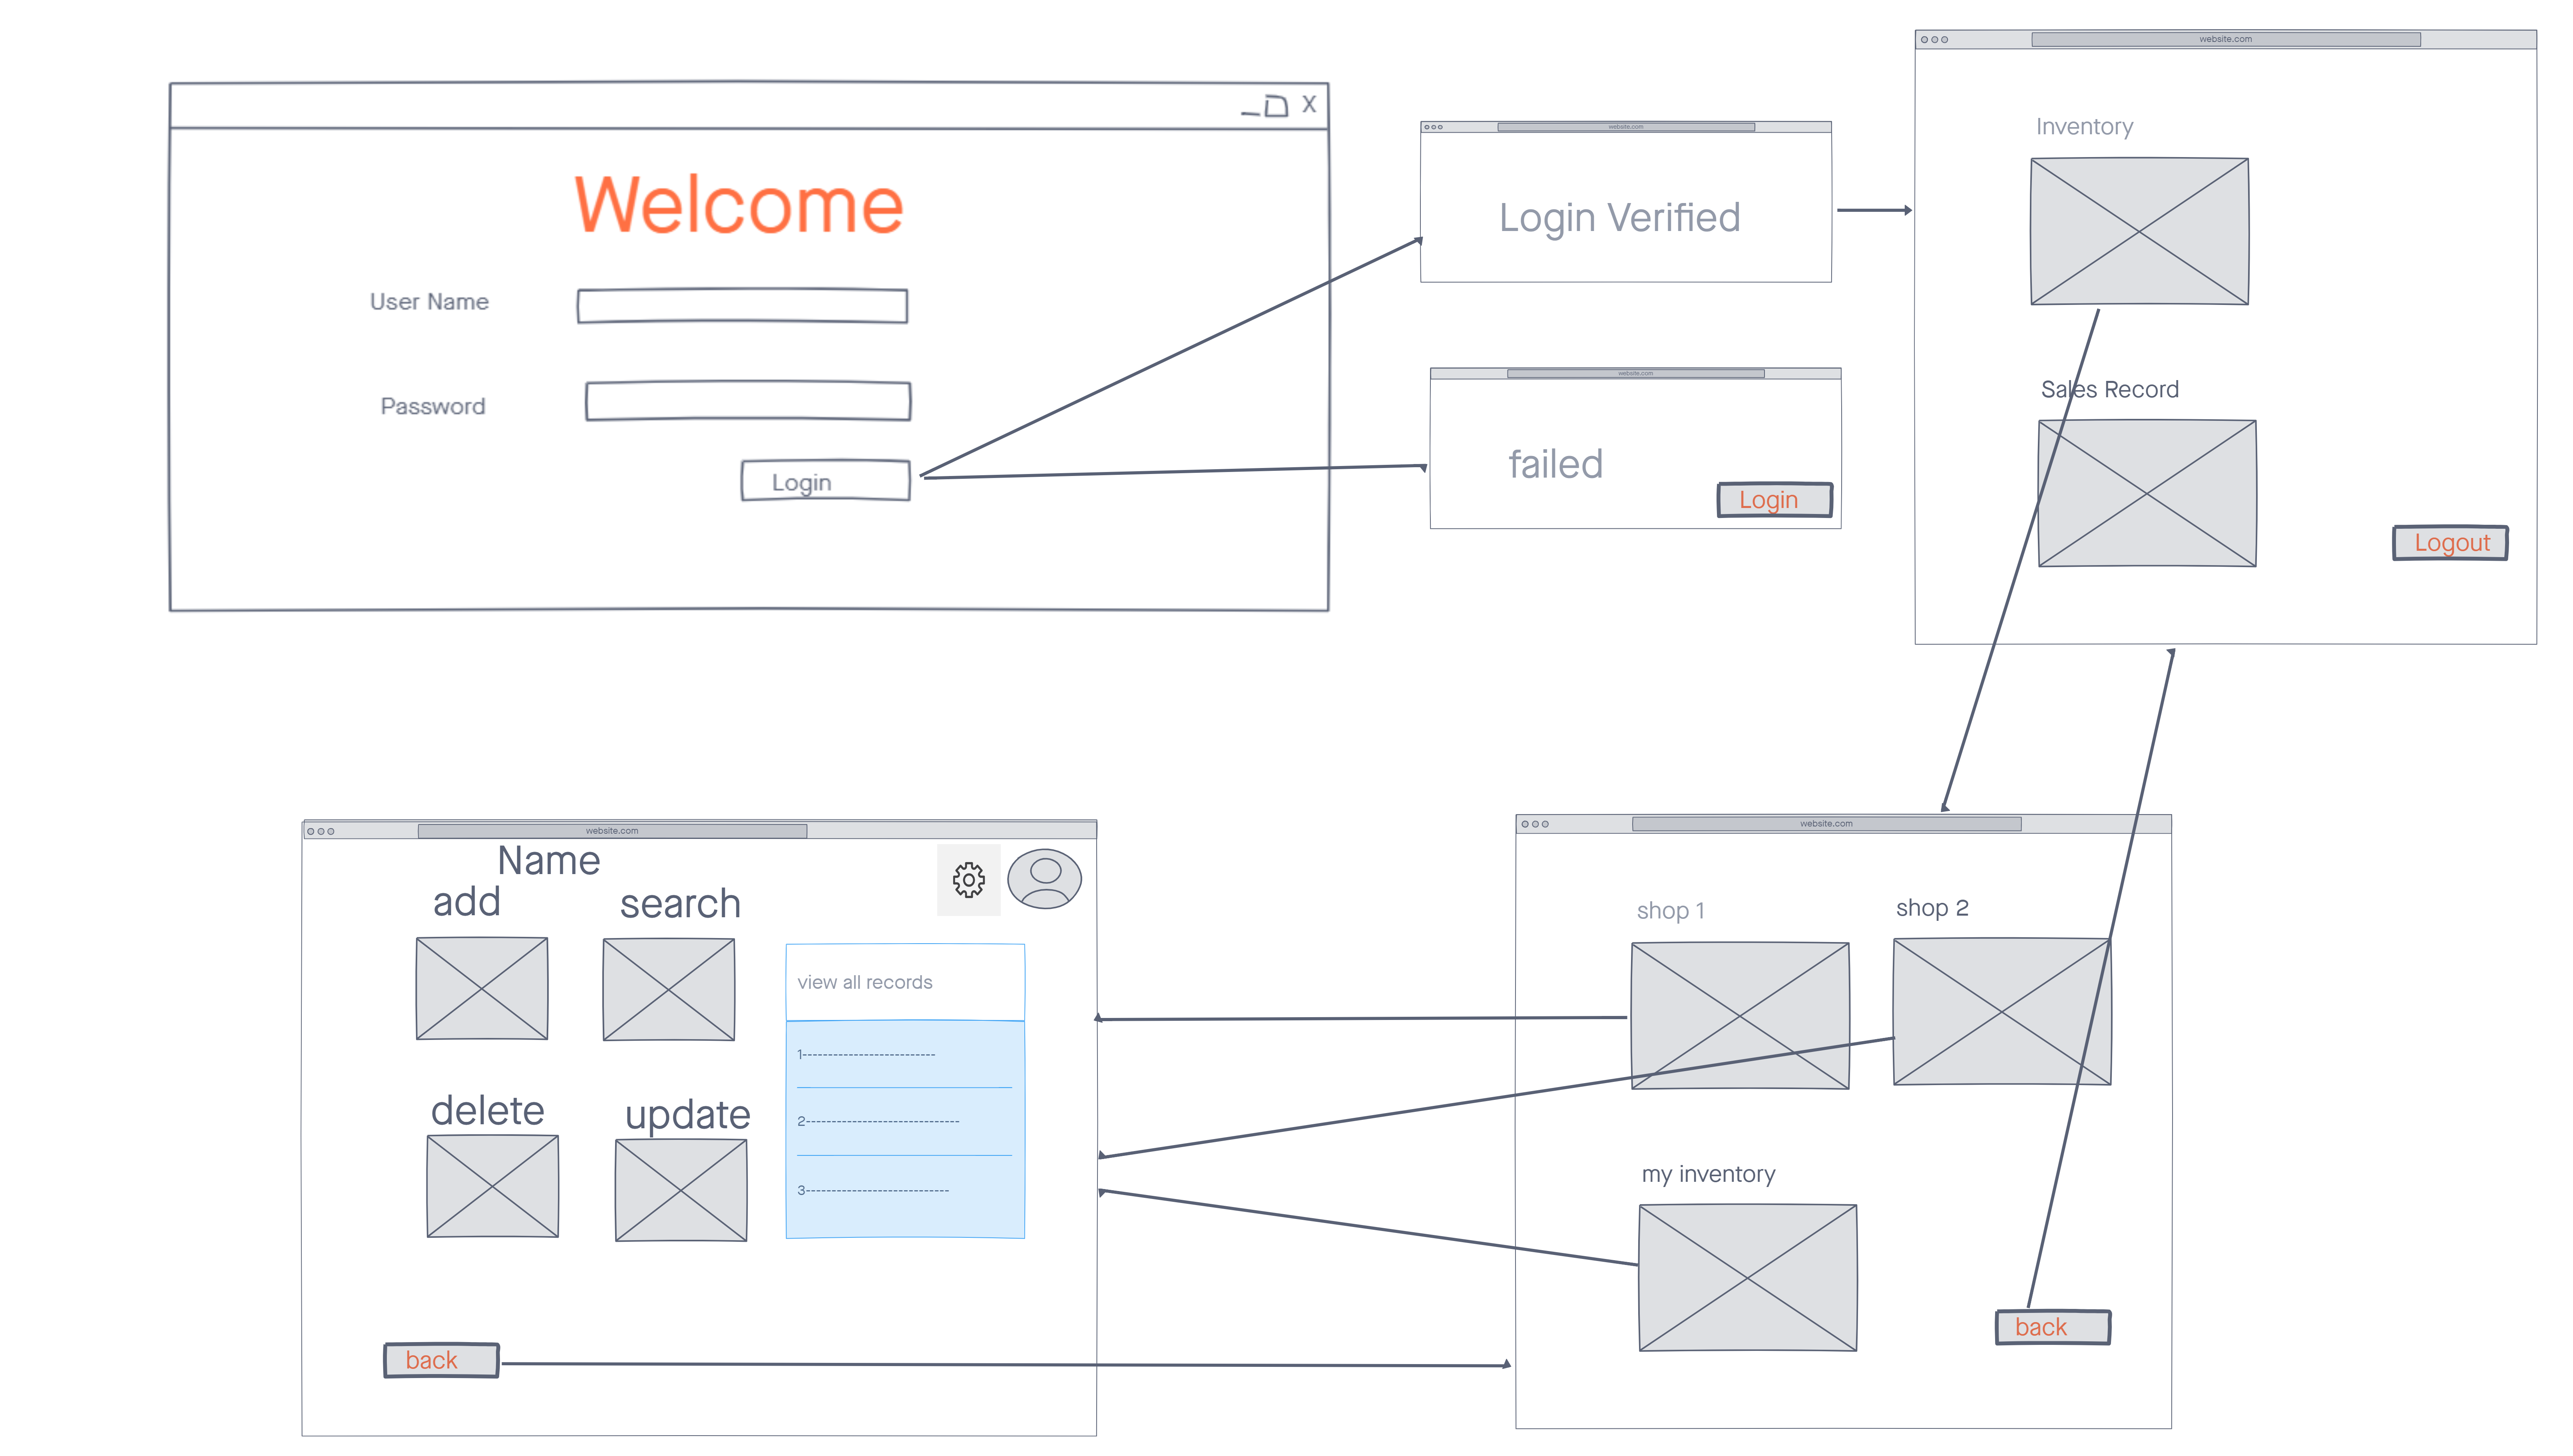 X
Welcome
User Name
Password
Login
website.com
Login Verified
website.com
failed
Login
website.com
Inventory
Sales Record
Logout
website.com
Name
add
search
view all records
1--------------------------
2------------------------------
3----------------------------
delete
update
back
website.com
shop 1
shop 2
my inventory
back